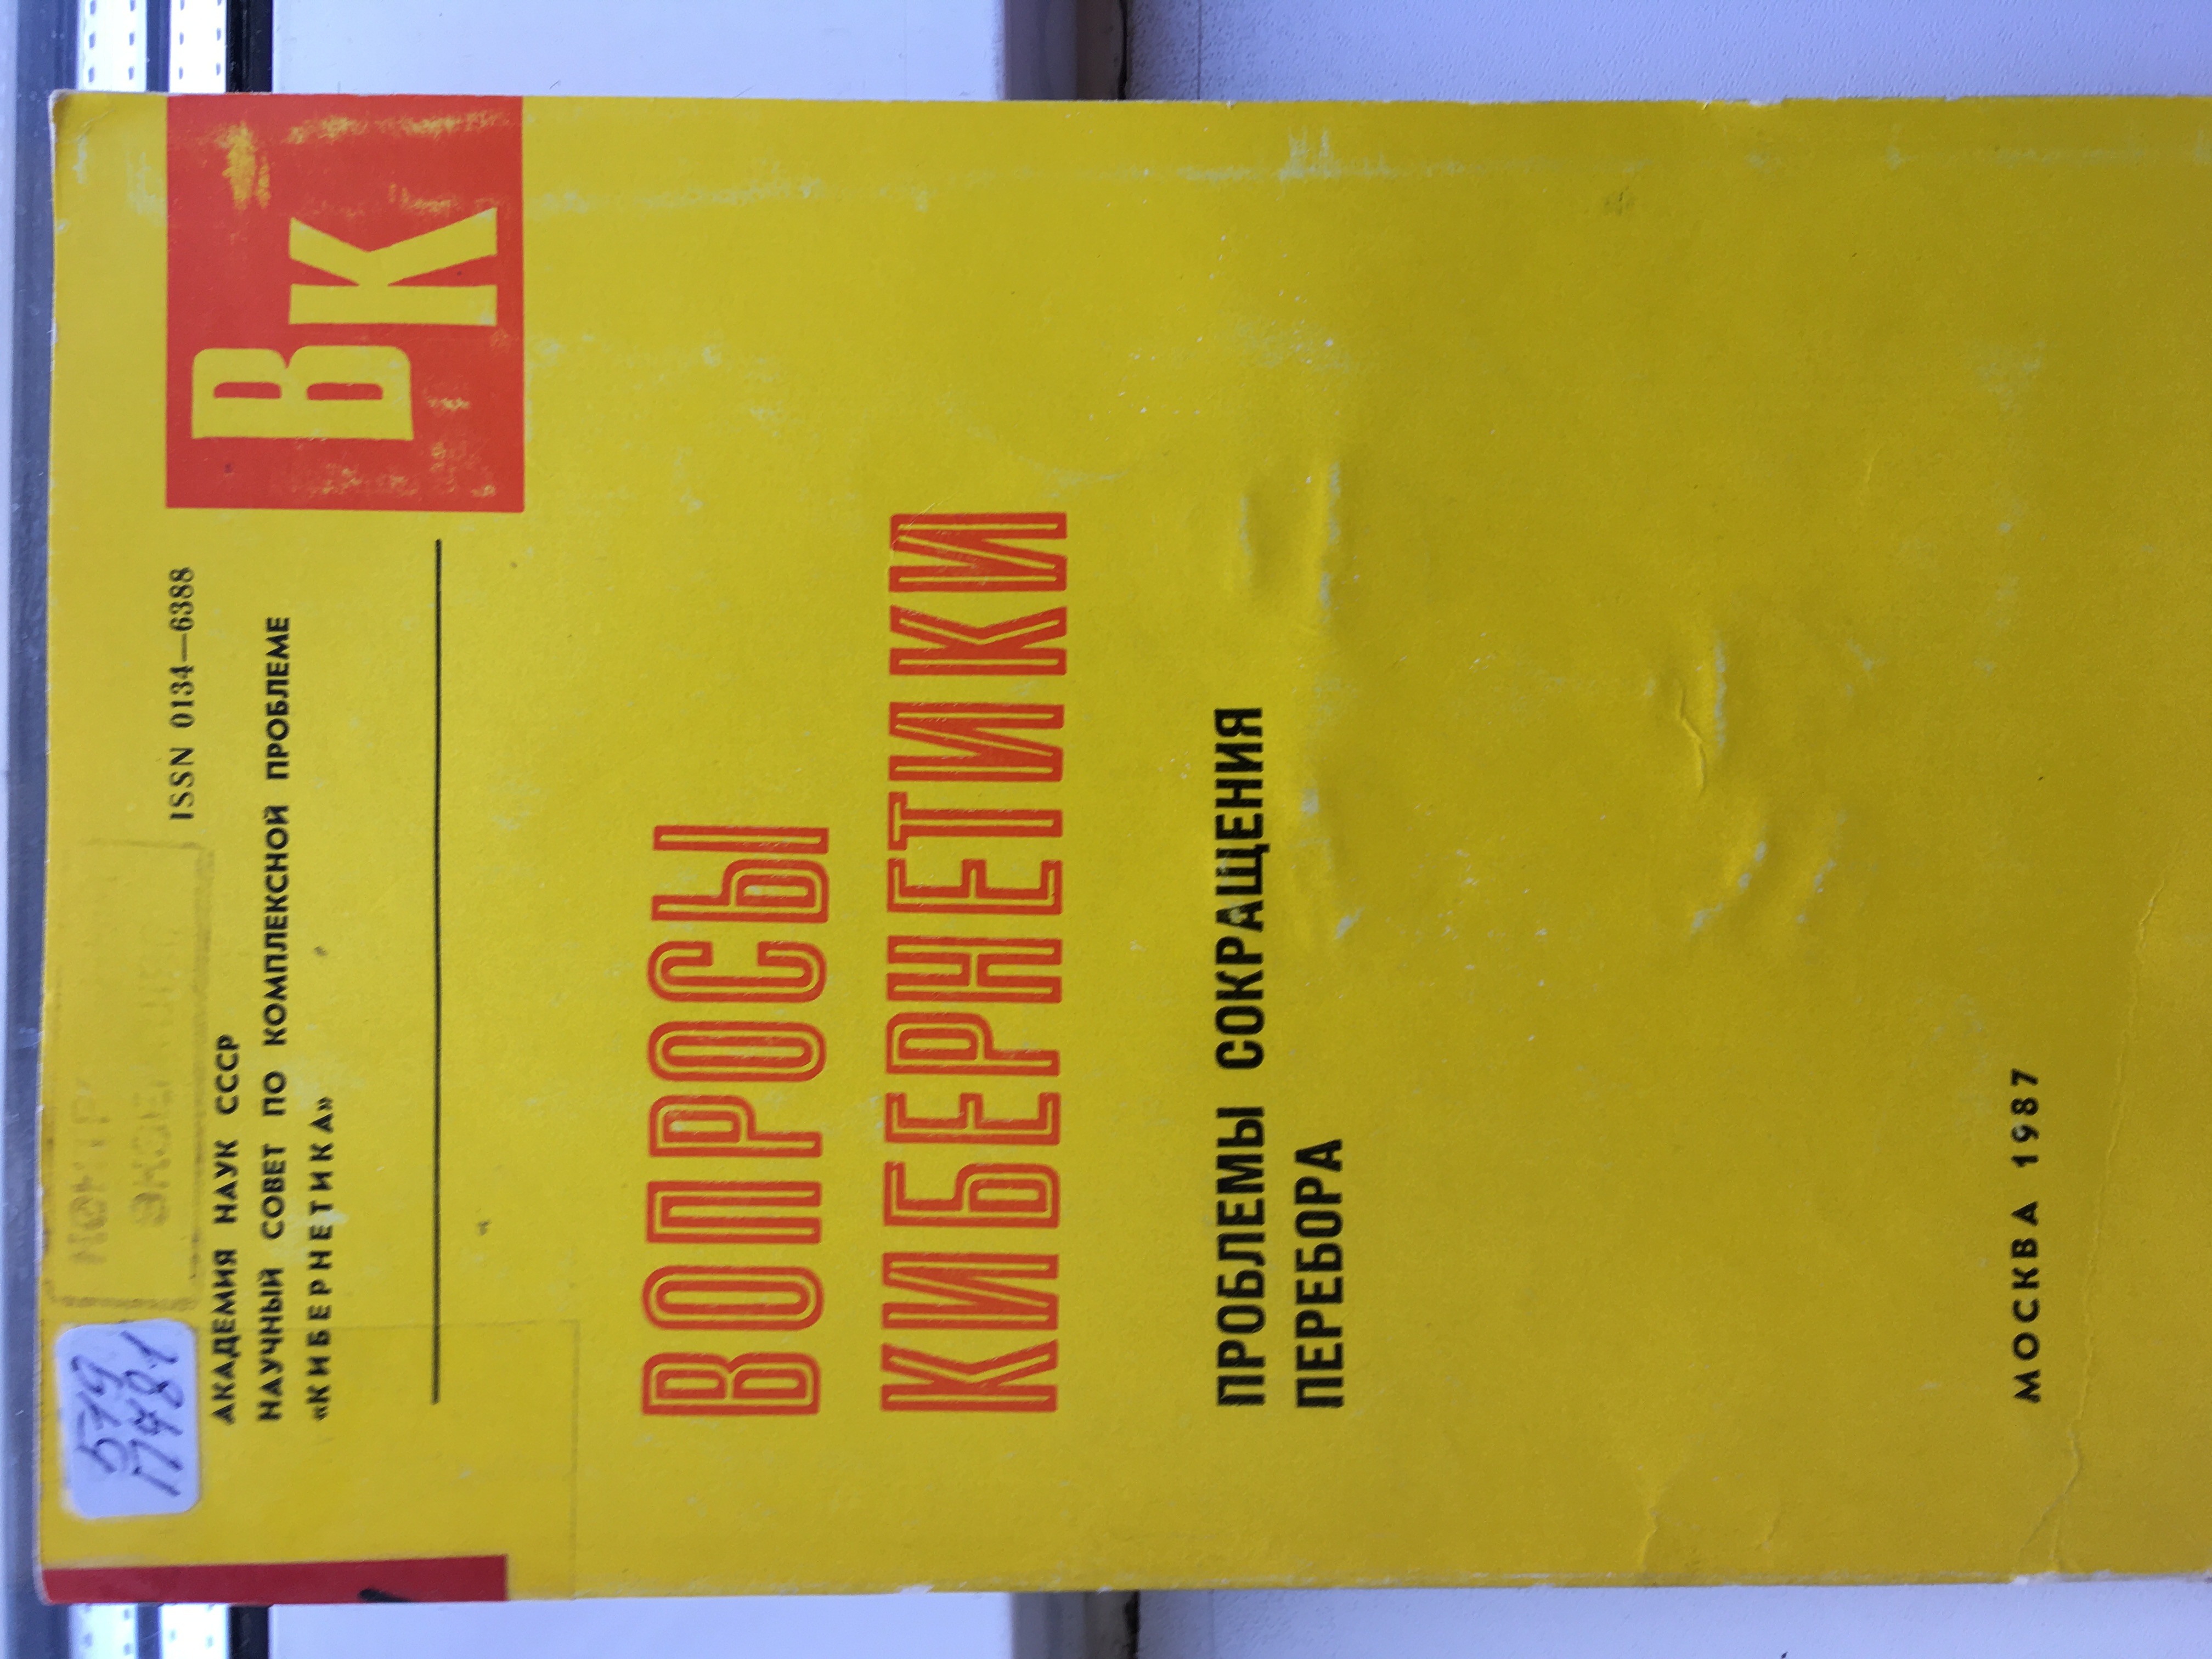 ISSN 0134—6388
АКАДЕМИЯ НАУК СССР
НАУЧНЫЙ СОВЕТ ПО КОМПЛЕКСНОЙ ПРОБЛЕМЕ
«КИБЕРНЕТИКА»
ВК
ВОПРОСЫ
КИБЕРНЕТИКИ
ПРОБЛЕМЫ СОКРАЩЕНИЯ
ПЕРЕБОРА
МОСКВА 1987